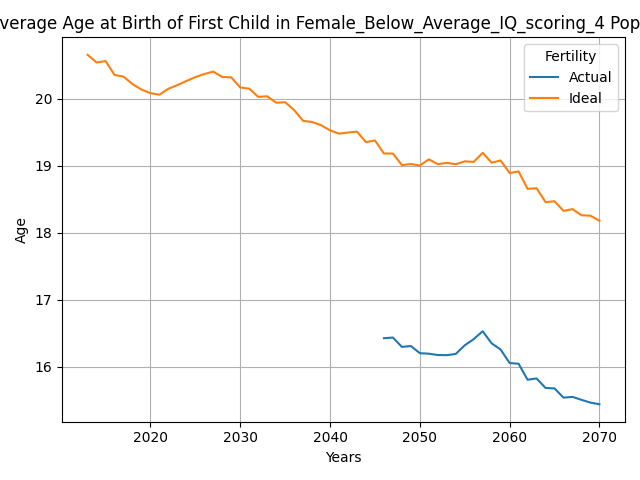 verage Age at Birth of First Child in Female_Below_Average_IQ_scoring_4 Pop
Fertility
Actual
Ideal
Age
20
19
18
17
16
2020 2030 2040 2050 2060 2070
Years